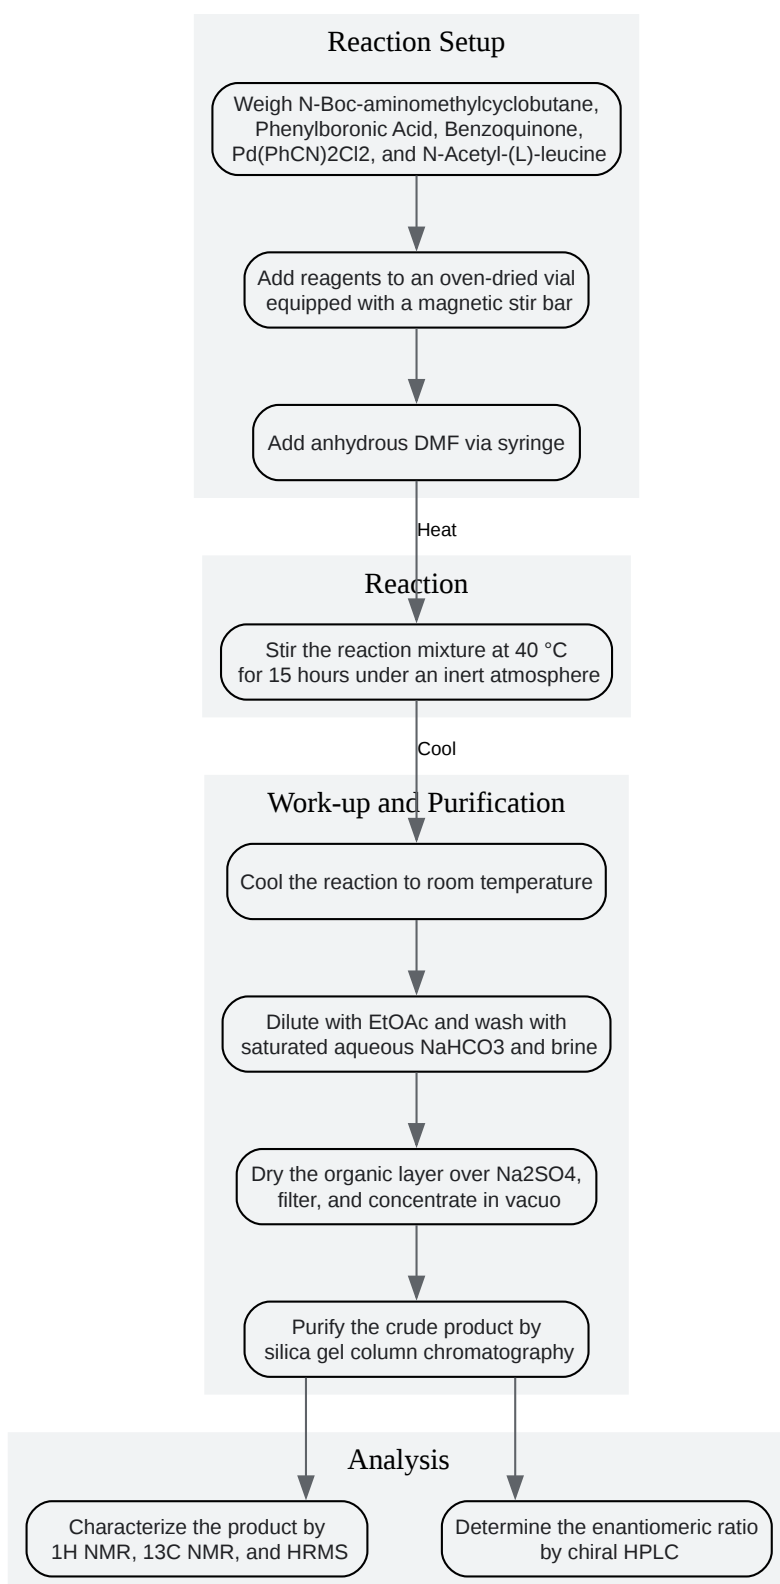 Reaction Setup
Weigh N-Boc-aminomethylcyclobutane,
Phenylboronic Acid, Benzoquinone,
Pd(PhCN)2Cl2, and N-Acetyl-(L)-leucine
Add reagents to an oven-dried vial
equipped with a magnetic stir bar
Add anhydrous DMF via syringe
Heat
Reaction
Stir the reaction mixture at 40 °C
for 15 hours under an inert atmosphere
Cool
Work-up and Purification
Cool the reaction to room temperature
Dilute with EtOAc and wash with
saturated aqueous NaHCO3 and brine
Dry the organic layer over Na2SO4,
filter, and concentrate in vacuo
Purify the crude product by
silica gel column chromatography
Analysis
Characterize the product by
1H NMR, 13C NMR, and HRMS
Determine the enantiomeric ratio
by chiral HPLC